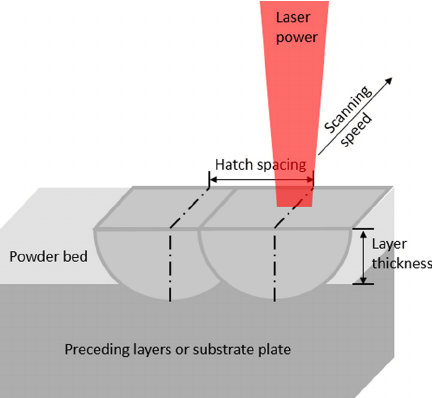 Laser
power
Scanning
speed
Hatch spacing
Powder bed
Layer
thickness
Preceding layers or substrate plate